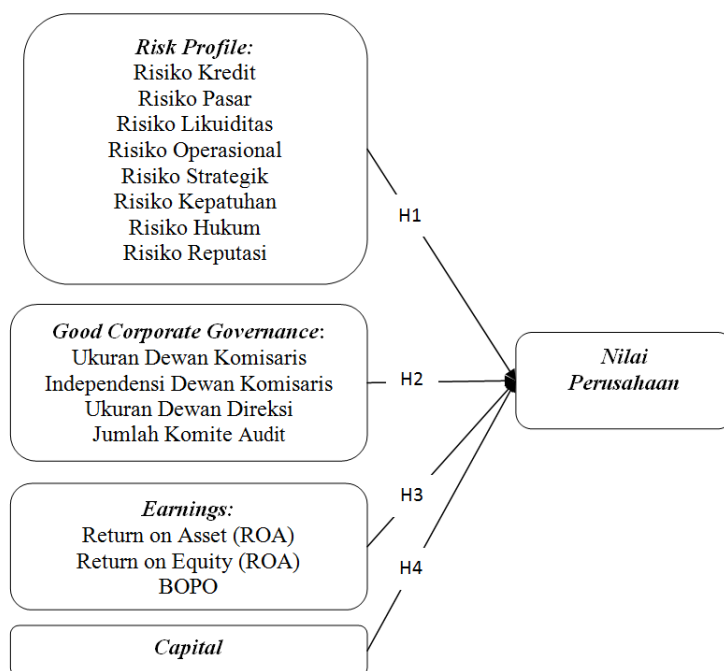 Risk Profile:
Risiko Kredit
Risiko Pasar
Risiko Likuiditas
Risiko Operasional
Risiko Strategik
Risiko Kepatuhan
Risiko Hukum
Risiko Reputasi
H1
Good Corporate Governance:
Ukuran Dewan Komisaris
Independensi Dewan Komisaris
Ukuran Dewan Direksi
Jumlah Komite Audit
H2
Nilai
Perusahaan
Earnings:
Return on Asset (ROA)
Return on Equity (ROA)
BOPO
H3
H4
Capital